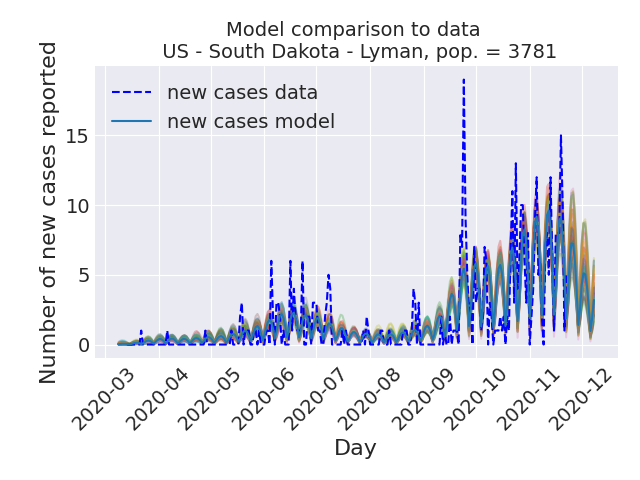 Model comparison to data
US - South Dakota - Lyman, pop. = 3781
new cases data
new cases model
Number of new cases reported
15
10
5
0
2020-03
2020-04
2020-05
2020-06
2020-07
2020-08
2020-09
2020-10
2020-11
2020-12
Day